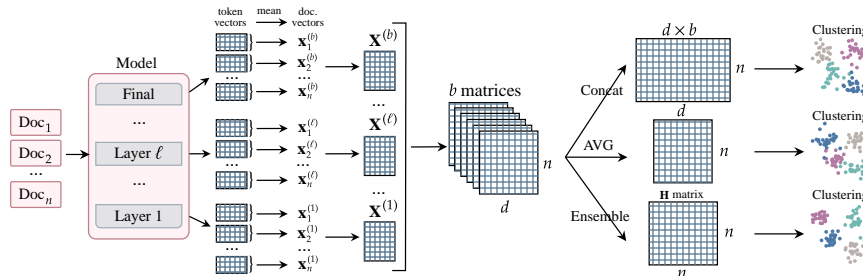 token vectors
mean
doc. vectors
Model
Final
...
Layer ℓ
...
Layer 1
Doc₁
Doc₂
...
Docₙ
x₁⁽ᵇ⁾
x₂⁽ᵇ⁾
... ...
xₙ⁽ᵇ⁾
x₁⁽ˡ⁾
x₂⁽ˡ⁾
... ...
xₙ⁽ˡ⁾
x₁⁽¹⁾
x₂⁽¹⁾
... ...
xₙ⁽¹⁾
X⁽ᵇ⁾
...
X⁽ˡ⁾
...
X⁽¹⁾
b matrices
n
d
Concat
AVG
Ensemble
d × b
n
d
n
H matrix
n
n
Clustering
Clustering
Clustering